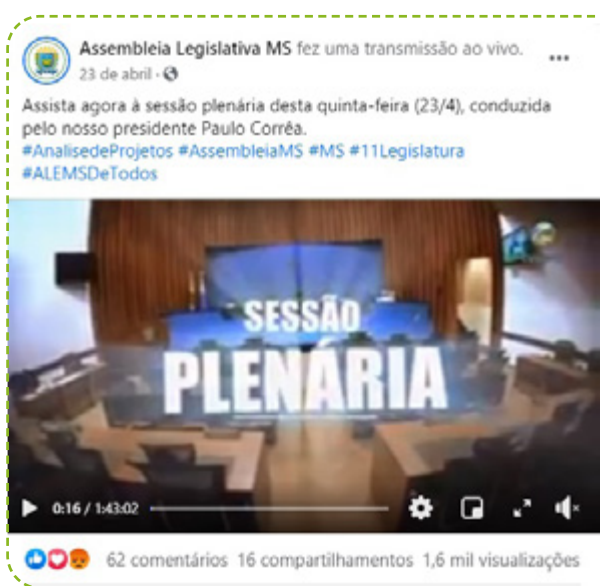 Assembleia Legislativa MS fez uma transmissão ao vivo.
23 de abril ·
Assista agora à sessão plenária desta quinta-feira (23/4), conduzida
pelo nosso presidente Paulo Corrêa.
#AnalisedeProjetos #AssembleiaMS #MS #11Legislatura
#ALEMSDeTodos
SESSÃO
PLENÁRIA
0:16 / 1:43:02
62 comentários 16 compartilhamentos 1,6 mil visualizações